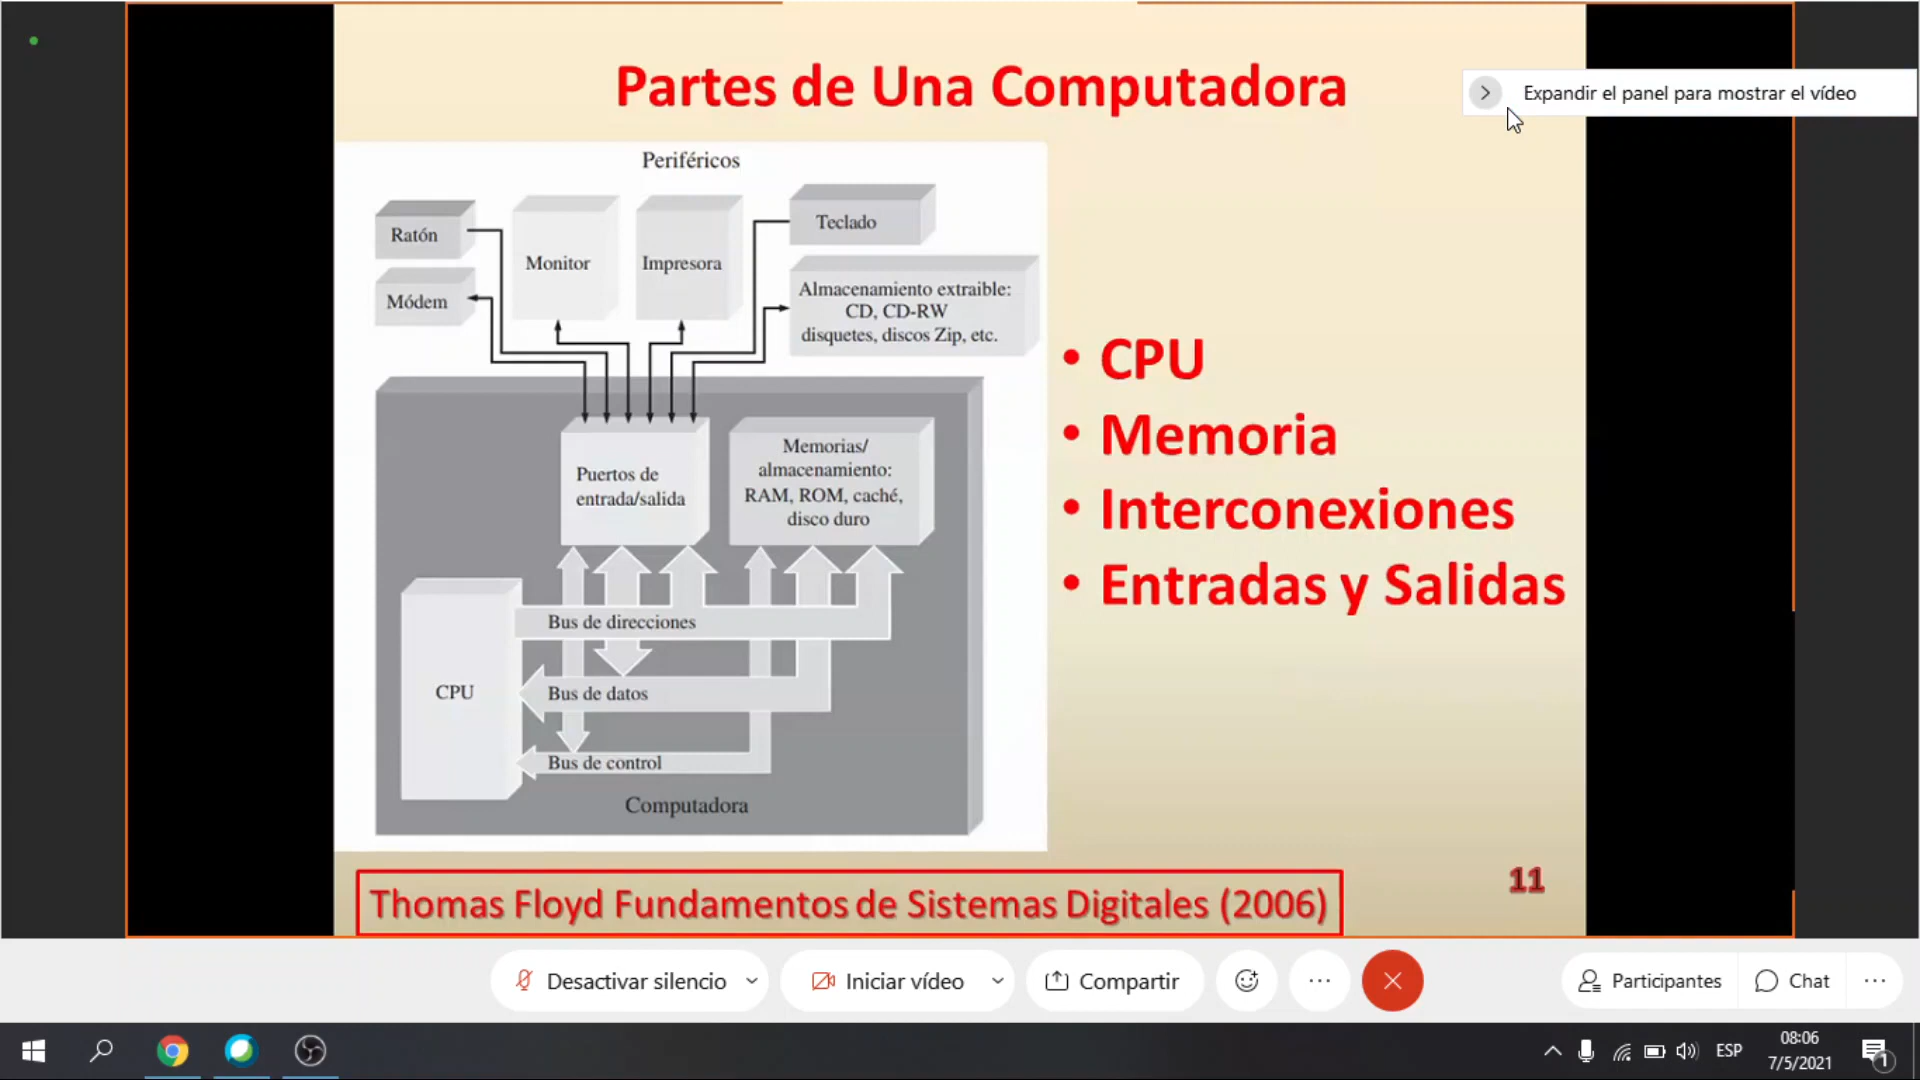 Partes de Una Computadora
Expandir el panel para mostrar el vídeo
Periféricos
Ratón
Módem
Monitor
Impresora
Teclado
Almacenamiento extraible:
CD, CD-RW
disquetes, discos Zip, etc.
Puertos de
entrada/salida
Memorias/
almacenamiento:
RAM, ROM, caché,
disco duro
Bus de direcciones
CPU
Bus de datos
Bus de control
Computadora
• CPU
• Memoria
• Interconexiones
• Entradas y Salidas
Thomas Floyd Fundamentos de Sistemas Digitales (2006)
11
Desactivar silencio
Iniciar vídeo
Compartir
Participantes
Chat
ESP
08:06
7/5/2021
1